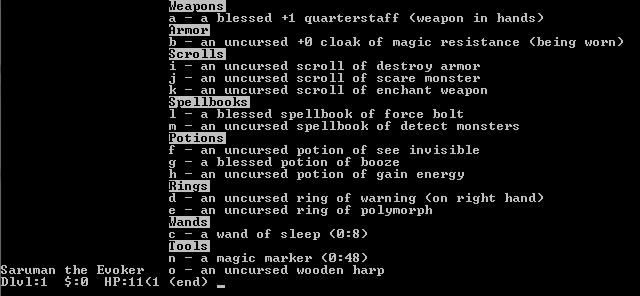 Weapons
a - a blessed +1 quarterstaff (weapon in hands)
Armor
b - an uncursed +0 cloak of magic resistance (being worn)
Scrolls
i - an uncursed scroll of destroy armor
j - an uncursed scroll of scare monster
k - an uncursed scroll of enchant weapon
Spellbooks
l - a blessed spellbook of force bolt
m - an uncursed spellbook of detect monsters
Potions
f - an uncursed potion of see invisible
g - a blessed potion of booze
h - an uncursed potion of gain energy
Rings
d - an uncursed ring of warning (on right hand)
e - an uncursed ring of polymorph
Wands
c - a wand of sleep (0:8)
Tools
n - a magic marker (0:48)
Saruman the Evoker o - an uncursed wooden harp
Dlvl:1 $:0 HP:11(1 (end)